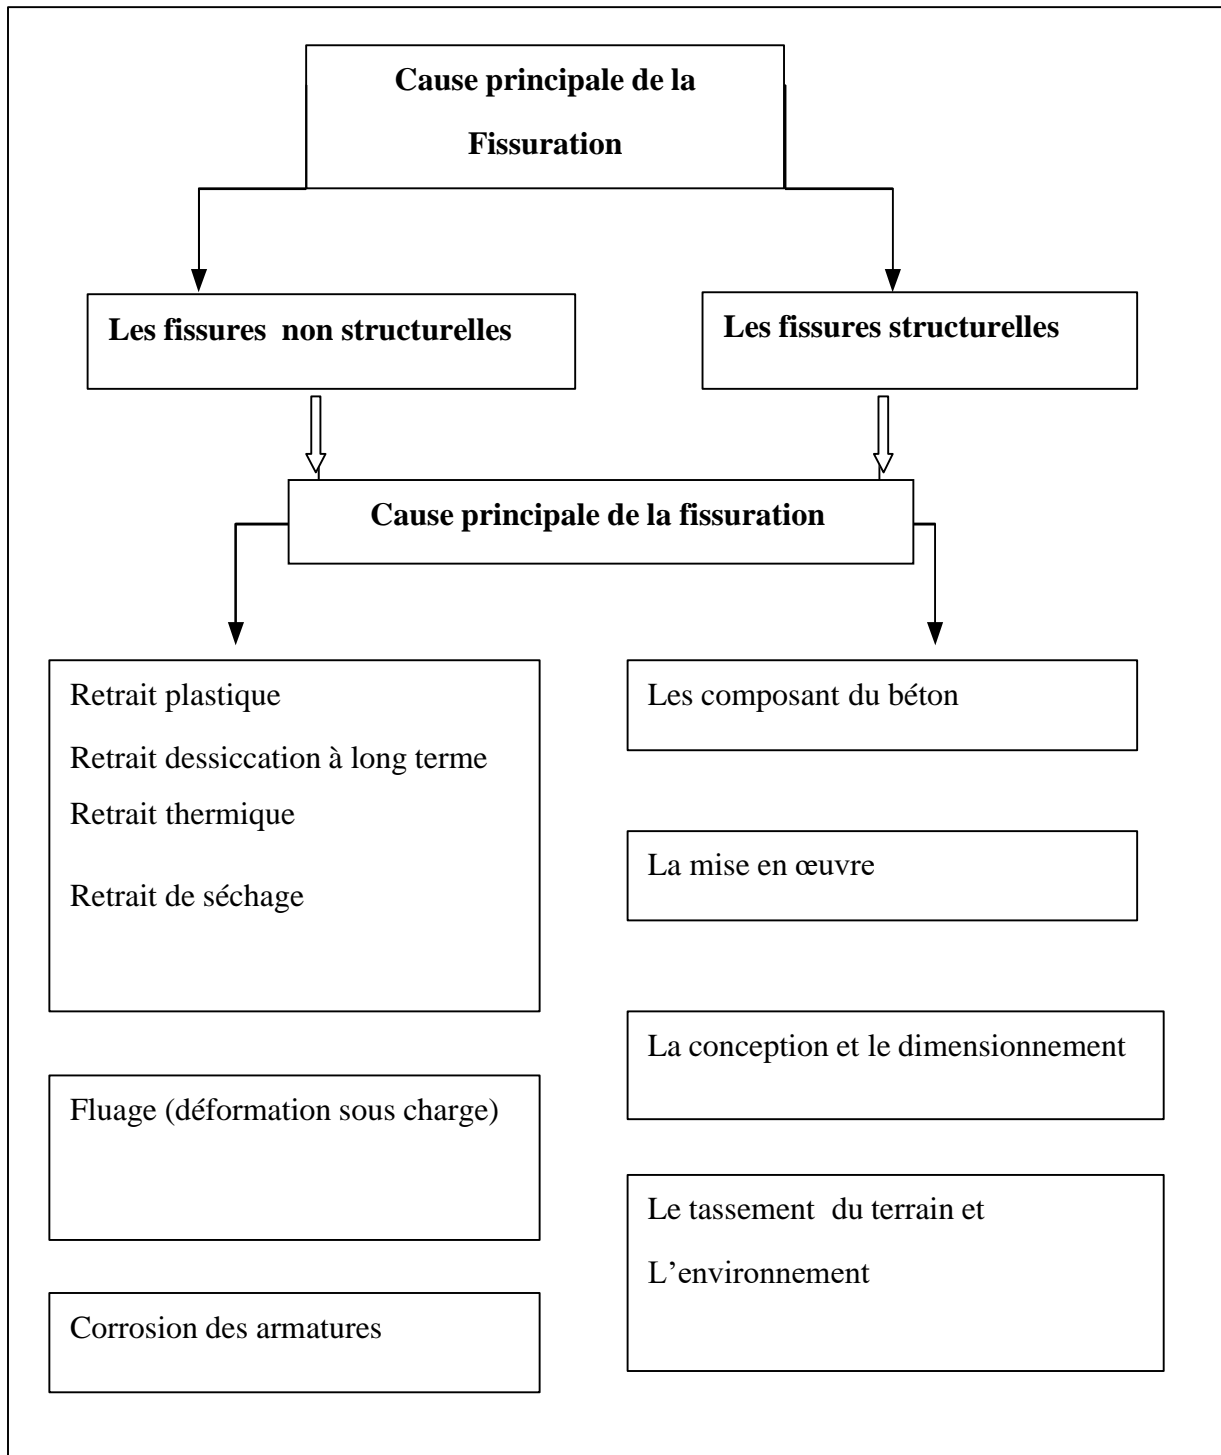 Cause principale de la
Fissuration
Les fissures non structurelles
Les fissures structurelles
Cause principale de la fissuration
Retrait plastique
Retrait dessiccation à long terme
Retrait thermique
Retrait de séchage
Fluage (déformation sous charge)
Corrosion des armatures
Les composant du béton
La mise en œuvre
La conception et le dimensionnement
Le tassement du terrain et
L’environnement